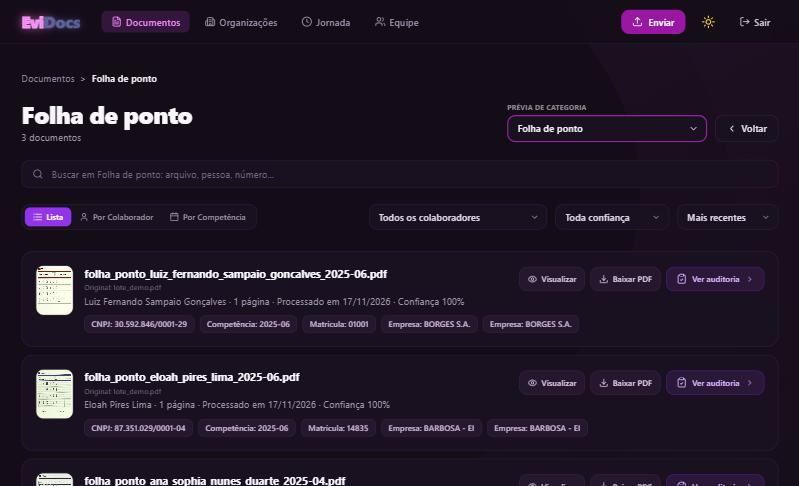 EviDocs
Documentos
Organizações
Jornada
Equipe
Enviar
Sair
Documentos > Folha de ponto
Folha de ponto
3 documentos
PRÉVIA DE CATEGORIA
Folha de ponto
Voltar
Buscar em Folha de ponto: arquivo, pessoa, número...
Lista
Por Colaborador
Por Competência
Todos os colaboradores
Toda confiança
Mais recentes
folha_ponto_luiz_fernando_sampaio_goncalves_2025-06.pdf
Original: lote_demo.pdf
Luiz Fernando Sampaio Gonçalves · 1 página · Processado em 17/11/2026 · Confiança 100%
CNPJ: 30.592.846/0001-29
Competência: 2025-06
Matrícula: 01001
Empresa: BORGES S.A.
Empresa: BORGES S.A.
Visualizar
Baixar PDF
Ver auditoria
folha_ponto_eloah_pires_lima_2025-06.pdf
Original: lote_demo.pdf
Eloah Pires Lima · 1 página · Processado em 17/11/2026 · Confiança 100%
CNPJ: 87.351.029/0001-04
Competência: 2025-06
Matrícula: 14835
Empresa: BARBOSA - EI
Empresa: BARBOSA - EI
Visualizar
Baixar PDF
Ver auditoria
folha_ponto_ana_sophia_nunes_duarte_2025-04.pdf
Visualizar
Baixar PDF
Ver auditoria